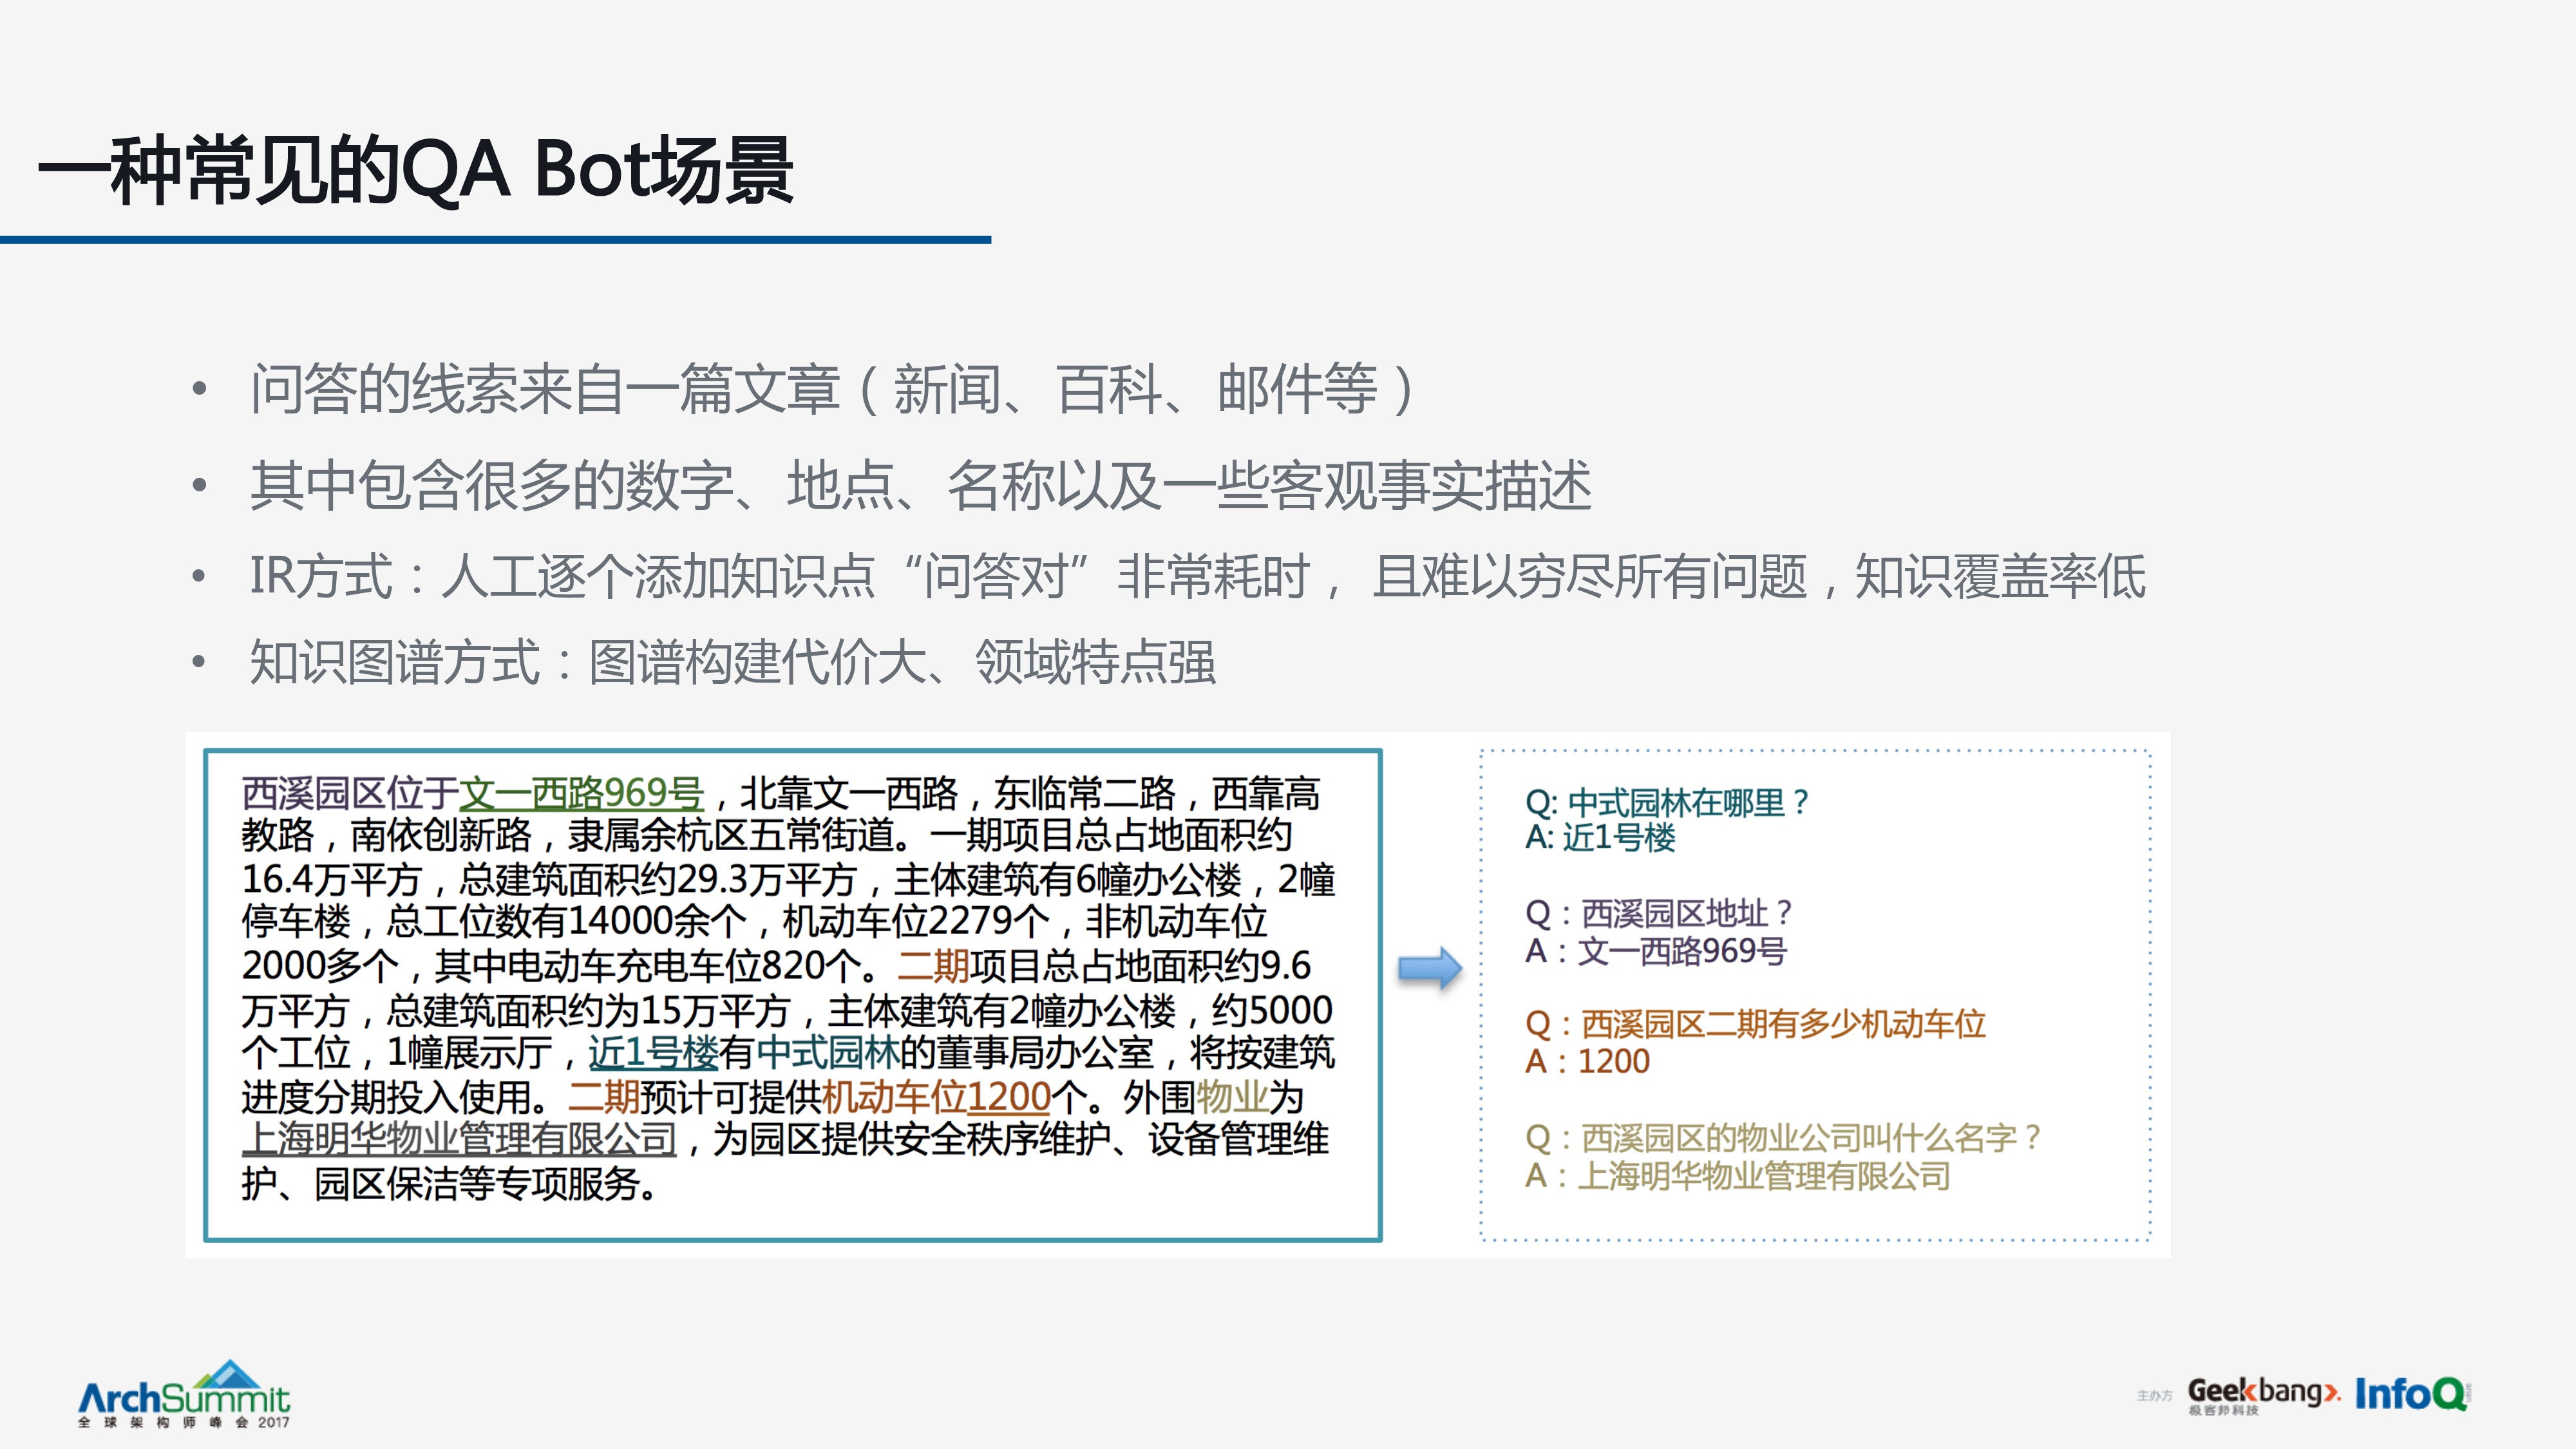 一种常见的QA Bot场景
• 问答的线索来自一篇文章（新闻、百科、邮件等）
• 其中包含很多的数字、地点、名称以及一些客观事实描述
• IR方式：人工逐个添加知识点“问答对”非常耗时， 且难以穷尽所有问题，知识覆盖率低
• 知识图谱方式：图谱构建代价大、领域特点强
西溪园区位于文一西路969号，北靠文一西路，东临常二路，西靠高
教路，南依创新路，隶属余杭区五常街道。一期项目总占地面积约
16.4万平方，总建筑面积约29.3万平方，主体建筑有6幢办公楼，2幢
停车楼，总工位数有14000余个，机动车位2279个，非机动车位
2000多个，其中电动车充电车位820个。二期项目总占地面积约9.6
万平方，总建筑面积约为15万平方，主体建筑有2幢办公楼，约5000
个工位，1幢展示厅，近1号楼有中式园林的董事局办公室，将按建筑
进度分期投入使用。二期预计可提供机动车位1200个。外围物业为
上海明华物业管理有限公司，为园区提供安全秩序维护、设备管理维
护、园区保洁等专项服务。
Q: 中式园林在哪里？
A: 近1号楼
Q：西溪园区地址？
A：文一西路969号
Q：西溪园区二期有多少机动车位
A：1200
Q：西溪园区的物业公司叫什么名字？
A：上海明华物业管理有限公司
ArchSummit
全球架构师峰会 2017
主办方 Geekbang InfoQ
极客邦科技